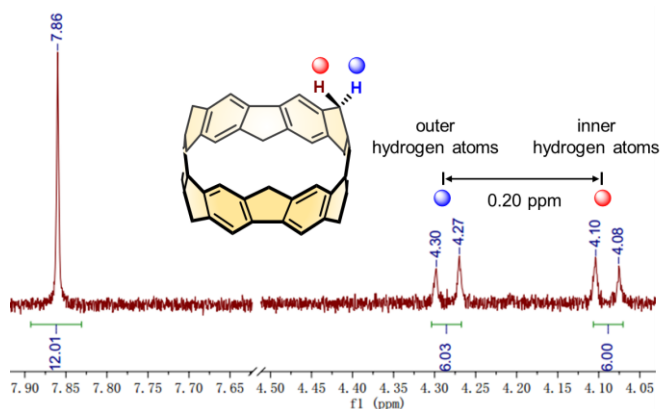 7.86
H H
outer
hydrogen atoms
inner
hydrogen atoms
0.20 ppm
4.30
4.27
4.10
4.08
12.01
6.03
6.00
7.90 7.85 7.80 7.75 7.70 7.65 4.50 4.45 4.40 4.35 4.30 4.25 4.20 4.15 4.10 4.05
f1 (ppm)